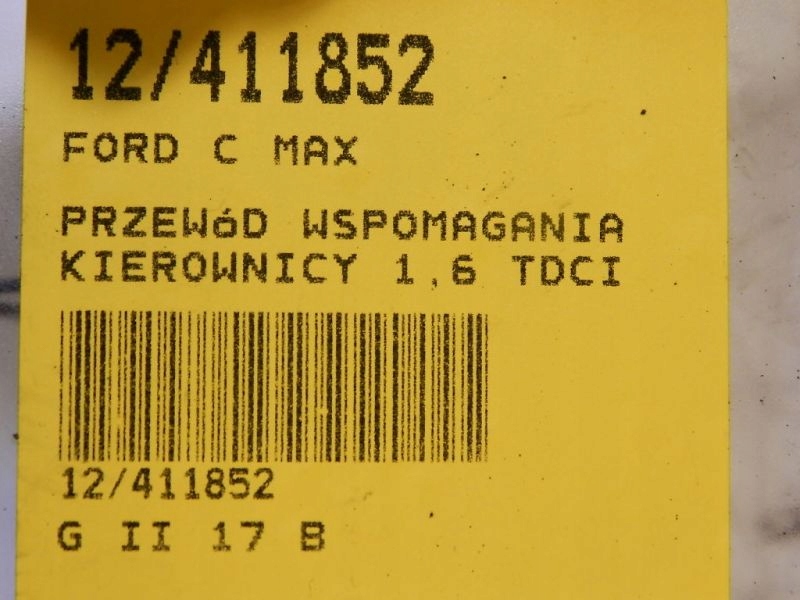 12/411852
FORD C MAX
PRZEWóD WSPOMAGANIA
KIEROWNICY 1,6 TDCI
12/411852
G II 17 B